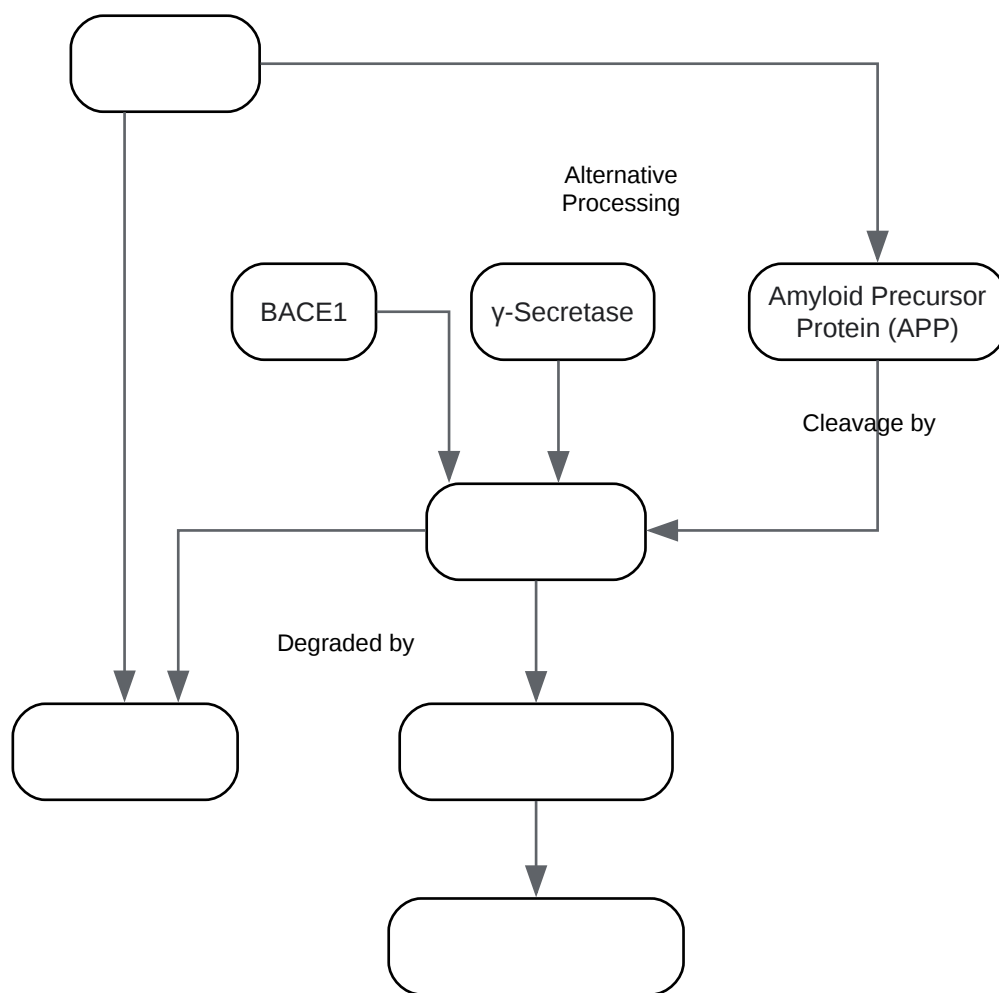 Alternative
Processing
BACE1
γ-Secretase
Amyloid Precursor
Protein (APP)
Cleavage by
Degraded by